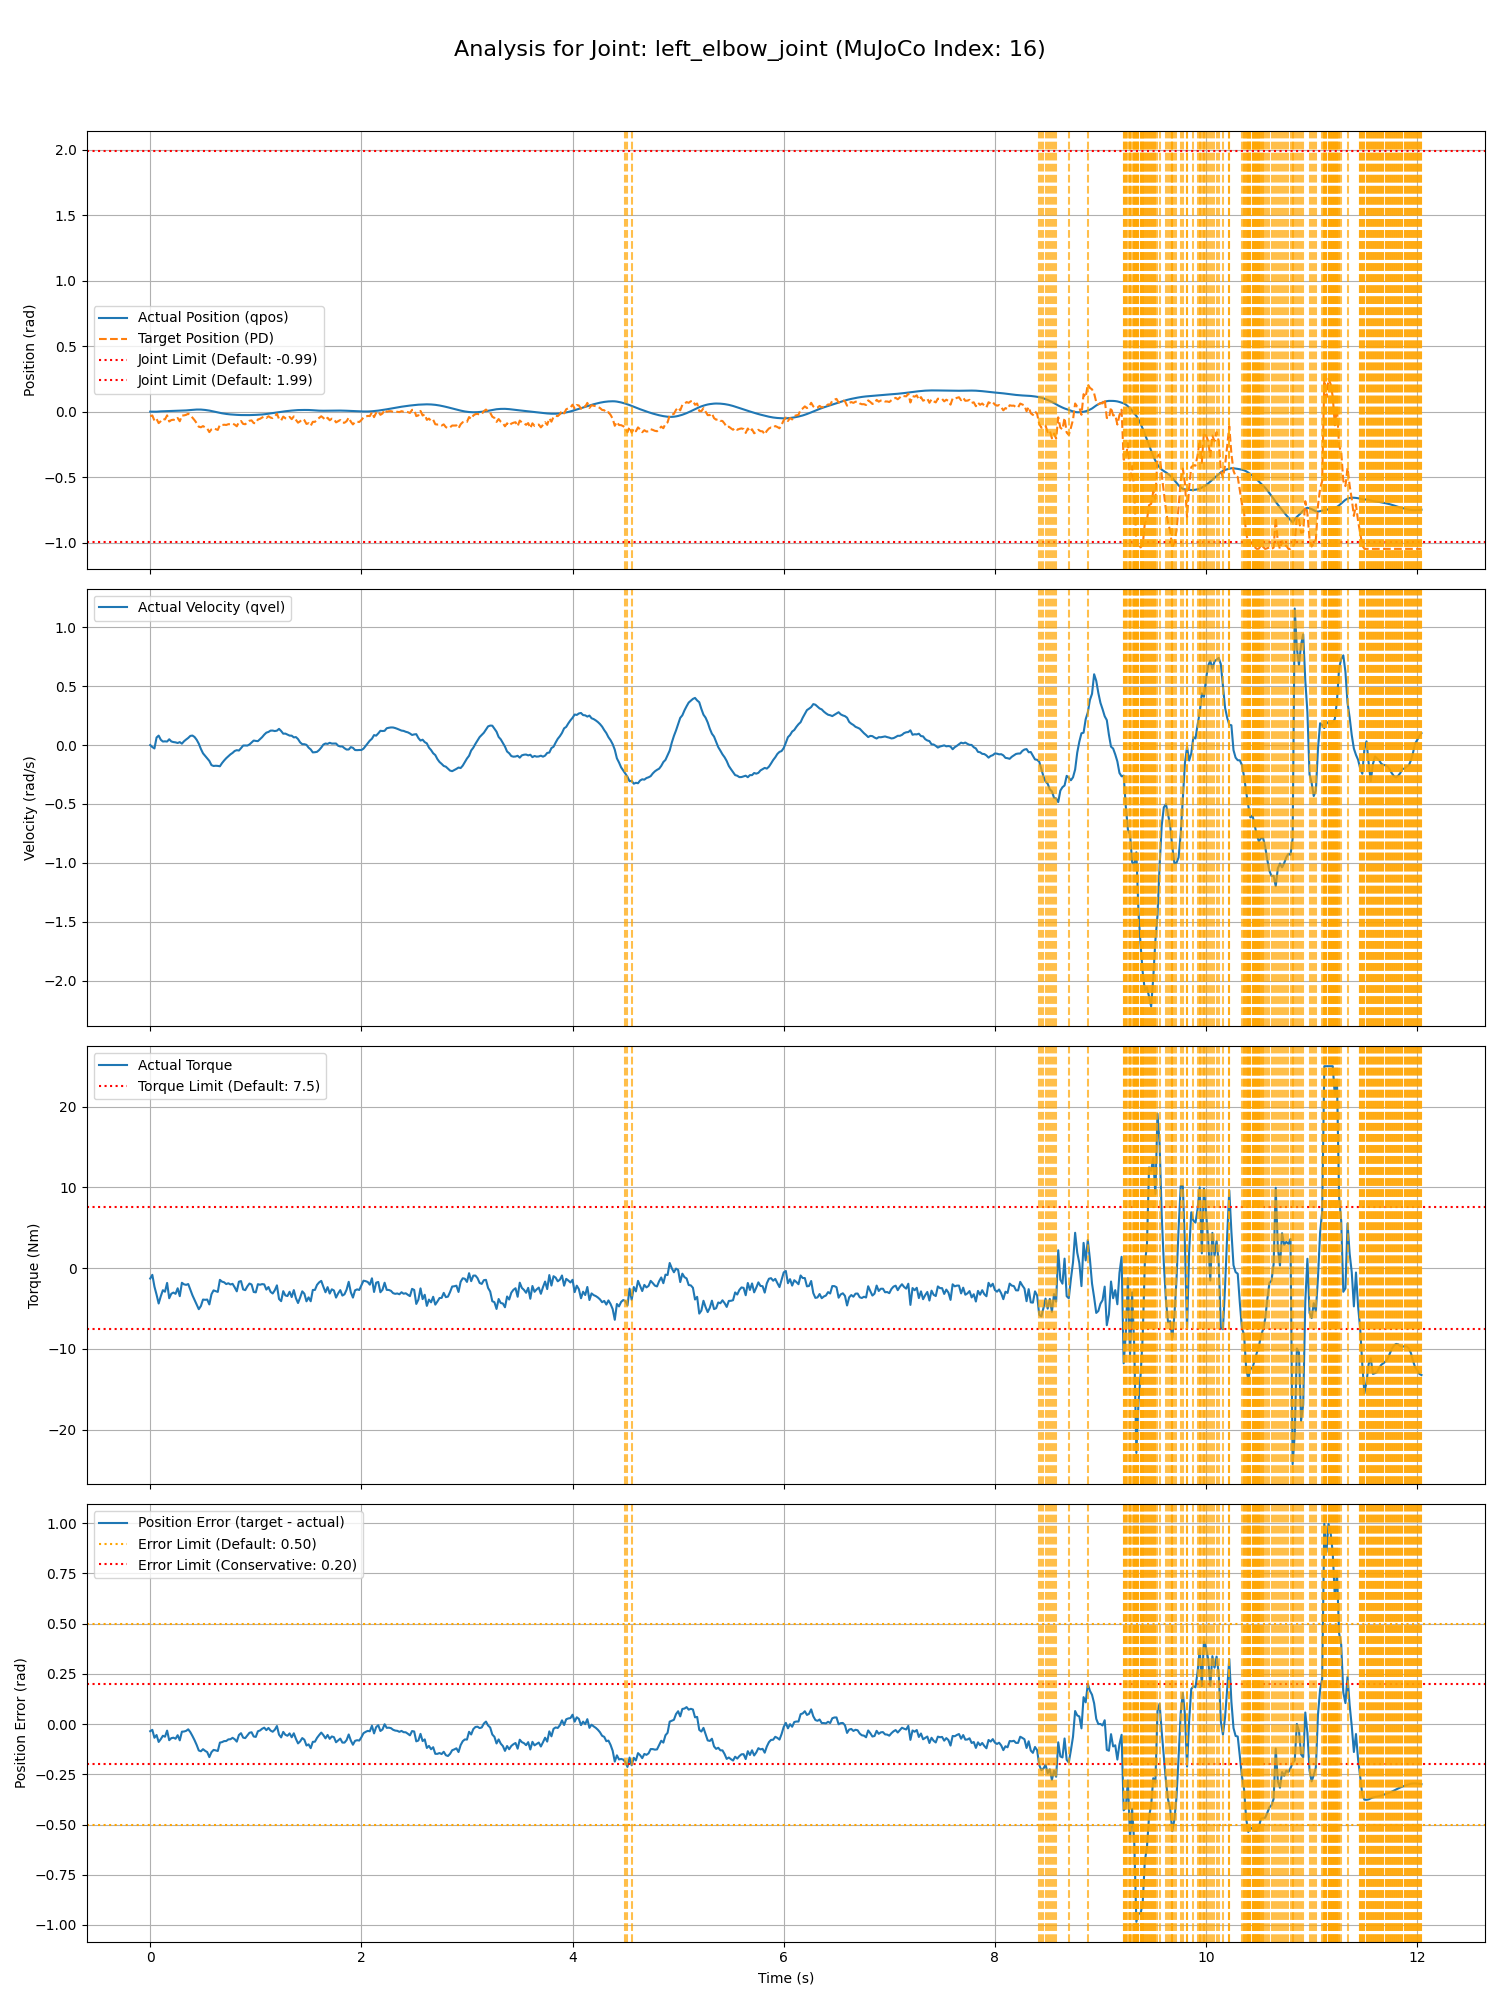 Analysis for Joint: left_elbow_joint (MuJoCo Index: 16)
Position (rad)
2.0
1.5
1.0
0.5
0.0
−0.5
−1.0
Actual Position (qpos)
Target Position (PD)
Joint Limit (Default: -0.99)
Joint Limit (Default: 1.99)
Velocity (rad/s)
1.0
0.5
0.0
−0.5
−1.0
−1.5
−2.0
Actual Velocity (qvel)
Torque (Nm)
20
10
0
−10
−20
Actual Torque
Torque Limit (Default: 7.5)
Position Error (rad)
1.00
0.75
0.50
0.25
0.00
−0.25
−0.50
−0.75
−1.00
Position Error (target - actual)
Error Limit (Default: 0.50)
Error Limit (Conservative: 0.20)
0 2 4 6 8 10 12
Time (s)